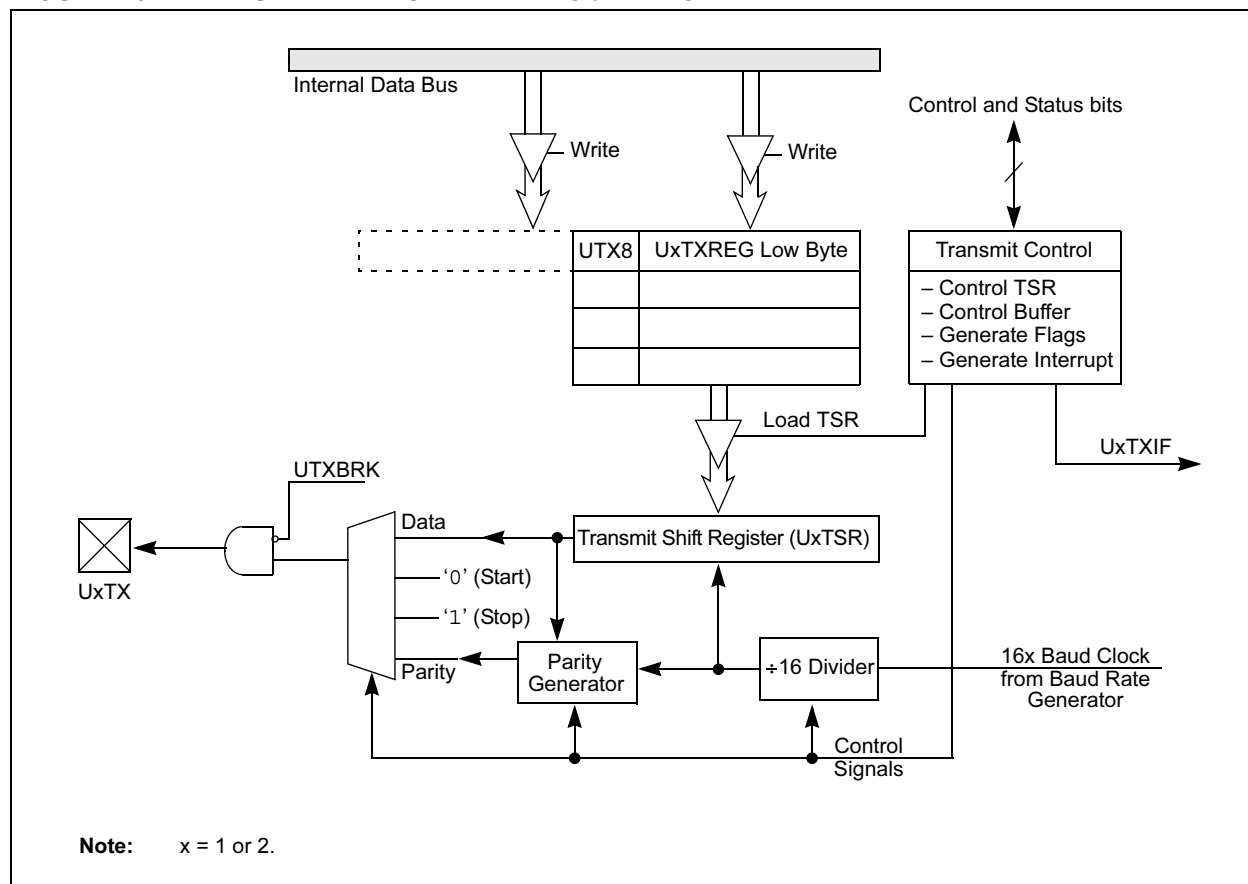 Internal Data Bus
Control and Status bits
Write
Write
UTX8
UxTXREG Low Byte
Transmit Control
– Control TSR
– Control Buffer
– Generate Flags
– Generate Interrupt
Load TSR
UxTXIF
UTXBRK
Data
Transmit Shift Register (UxTSR)
UxTX
‘0’ (Start)
‘1’ (Stop)
Parity
Parity
Generator
÷16 Divider
16x Baud Clock
from Baud Rate
Generator
Control
Signals
Note: x = 1 or 2.